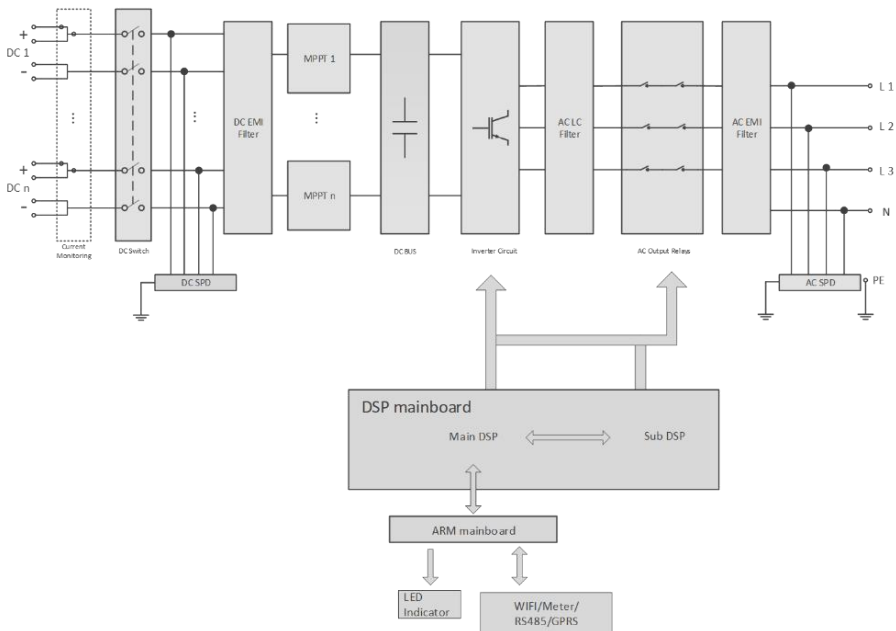 +
DC 1
-
⋮
+
DC n
-
Current
Monitoring
DC Switch
⋮
DC SPD
DC EMI
Filter
MPPT 1
⋮
MPPT n
DC BUS
Inverter Circuit
AC LC
Filter
AC Output Relays
AC EMI
Filter
L 1
L 2
L 3
N
AC SPD
PE
DSP mainboard
Main DSP
Sub DSP
ARM mainboard
LED
Indicator
WIFI/Meter/
RS485/GPRS